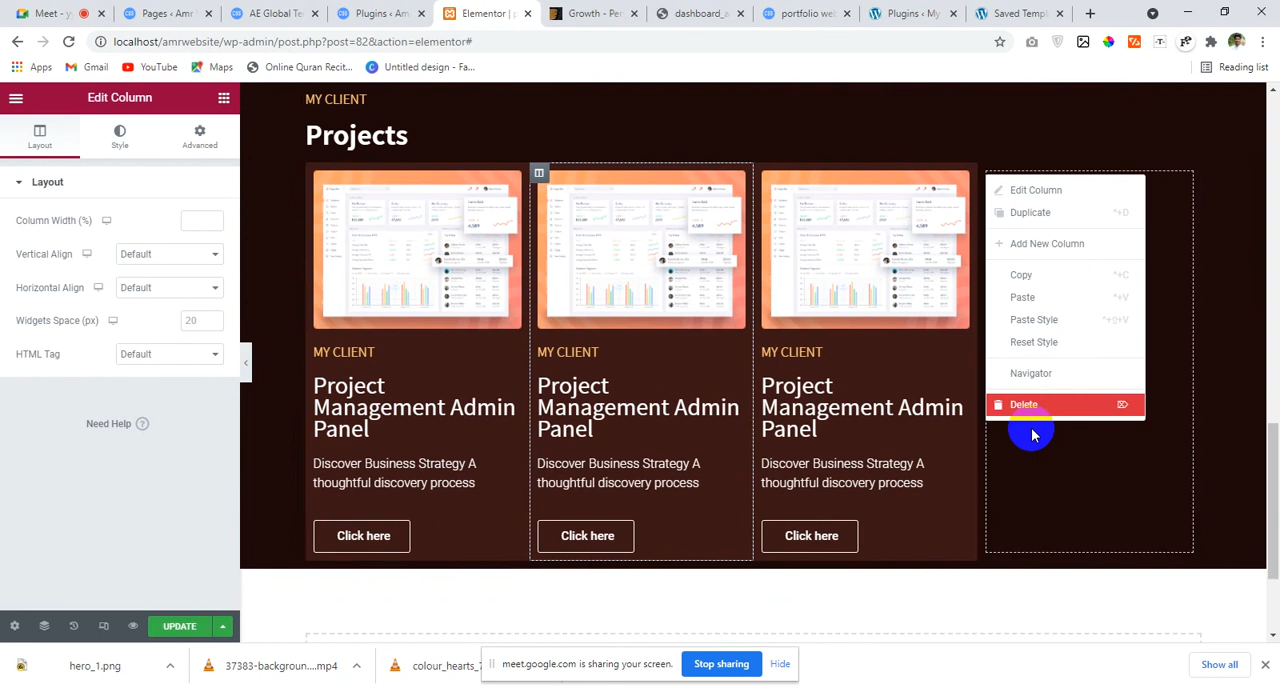 Meet - yy
Pages ‹ Amr
AE Global Te
Plugins ‹ Am
Elementor | p
Growth - Per
dashboard_a
portfolio web
Plugins ‹ My
Saved Templ
localhost/amrwebsite/wp-admin/post.php?post=82&action=elementor#
Apps
Gmail
YouTube
Maps
Online Quran Recit...
Untitled design - Fa...
Reading list
Edit Column
Layout
Style
Advanced
Layout
Column Width (%)
Vertical Align
Default
Horizontal Align
Default
Widgets Space (px)
20
HTML Tag
Default
Need Help
UPDATE
MY CLIENT
Projects
MY CLIENT
Project
Management Admin
Panel
Discover Business Strategy A
thoughtful discovery process
Click here
MY CLIENT
Project
Management Admin
Panel
Discover Business Strategy A
thoughtful discovery process
Click here
MY CLIENT
Project
Management Admin
Panel
Discover Business Strategy A
thoughtful discovery process
Click here
Edit Column
Duplicate ^+D
Add New Column
Copy ^+C
Paste ^+V
Paste Style ^+⇧+V
Reset Style
Navigator
Delete
hero_1.png
37383-backgroun....mp4
colour_hearts_7
meet.google.com is sharing your screen.
Stop sharing
Hide
Show all